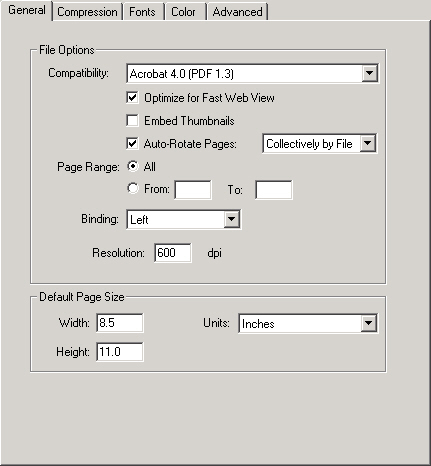 General Compression Fonts Color Advanced
File Options
Compatibility: Acrobat 4.0 (PDF 1.3)
Optimize for Fast Web View
Embed Thumbnails
Auto-Rotate Pages: Collectively by File
Page Range: All
From: To:
Binding: Left
Resolution: 600 dpi
Default Page Size
Width: 8.5 Units: Inches
Height: 11.0